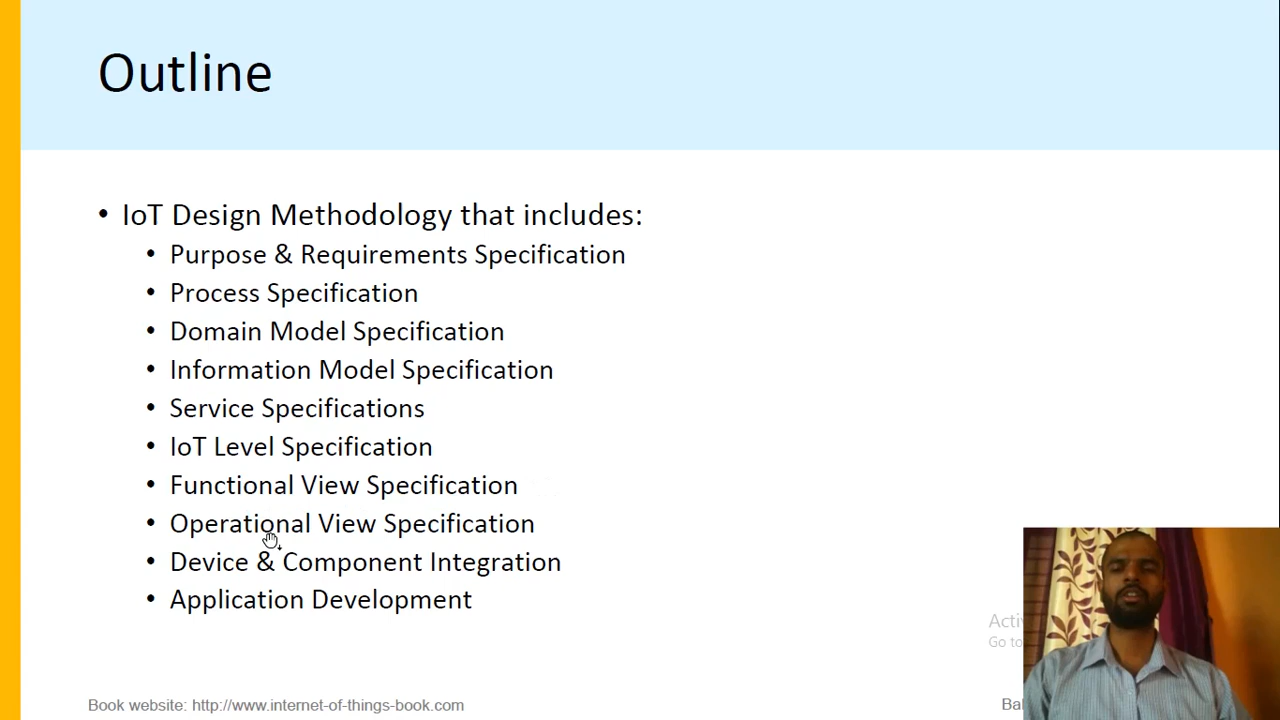 Outline
• IoT Design Methodology that includes:
• Purpose & Requirements Specification
• Process Specification
• Domain Model Specification
• Information Model Specification
• Service Specifications
• IoT Level Specification
• Functional View Specification
• Operational View Specification
• Device & Component Integration
• Application Development
Go to
Book website: http://www.internet-of-things-book.com